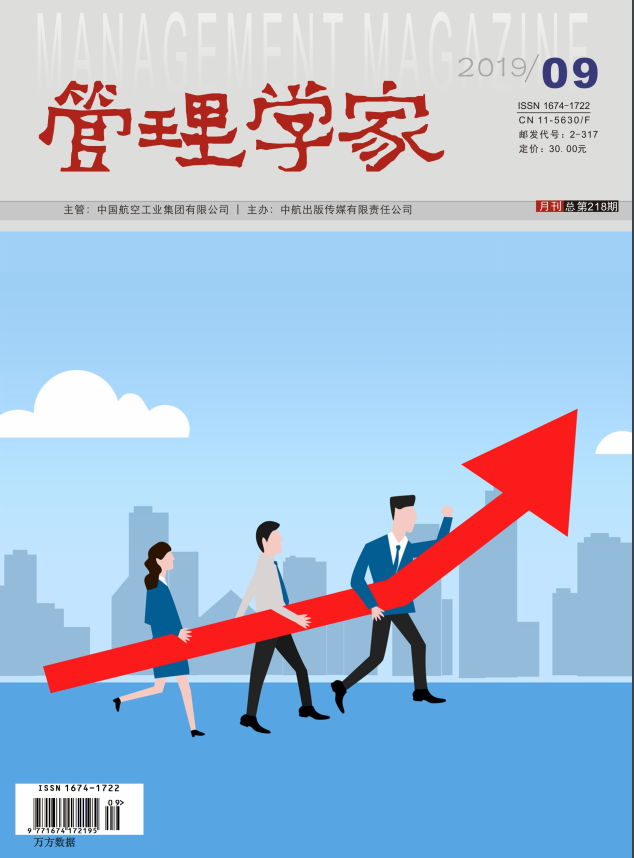 MANAGEMENT MAGAZINE
2019/09
管理学家
ISSN 1674-1722
CN 11-5630/F
邮发代号：2-317
定价：30.00元
主管：中国航空工业集团有限公司 | 主办：中航出版传媒有限责任公司
月刊 总第218期
ISSN 1674-1722
09>
9 771674 172195
万方数据